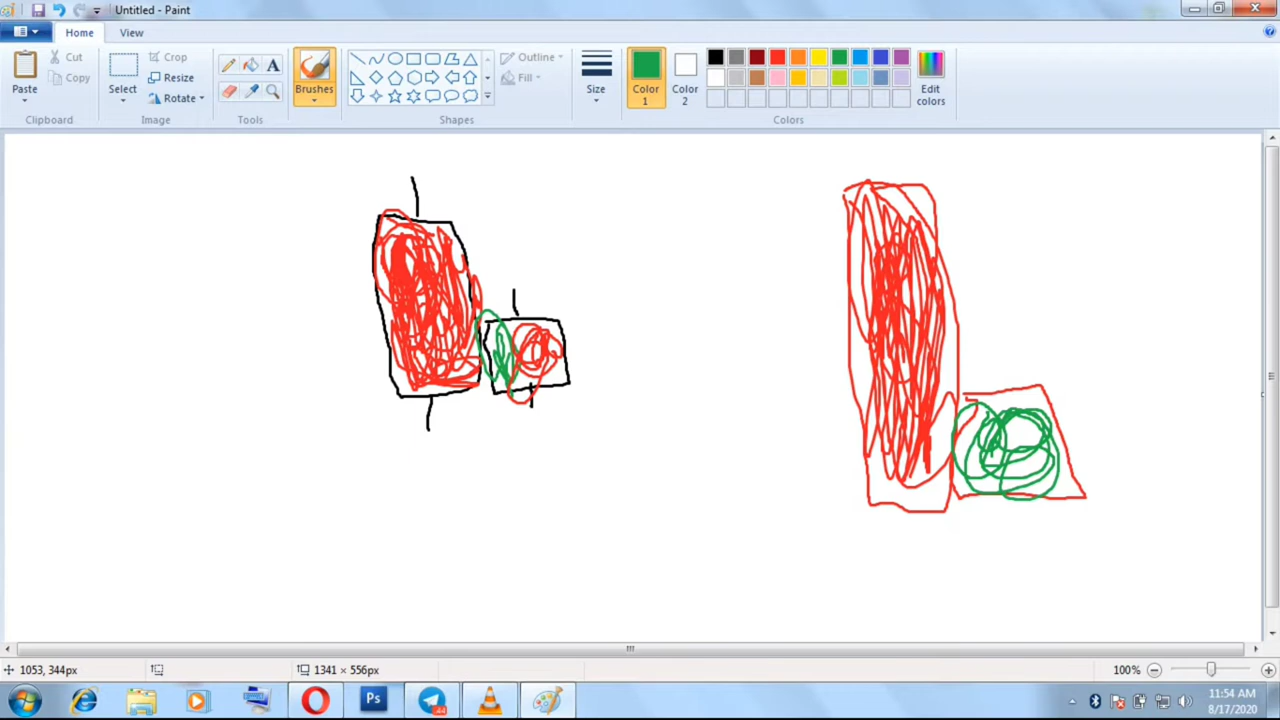 Untitled - Paint
Home
View
Paste
Cut
Copy
Clipboard
Select
Crop
Resize
Rotate
Image
A
Tools
Brushes
Outline
Fill
Shapes
Size
Color 1
Color 2
Edit colors
Colors
1053, 344px
1341 × 556px
100%
Ps
11:54 AM
8/17/2020